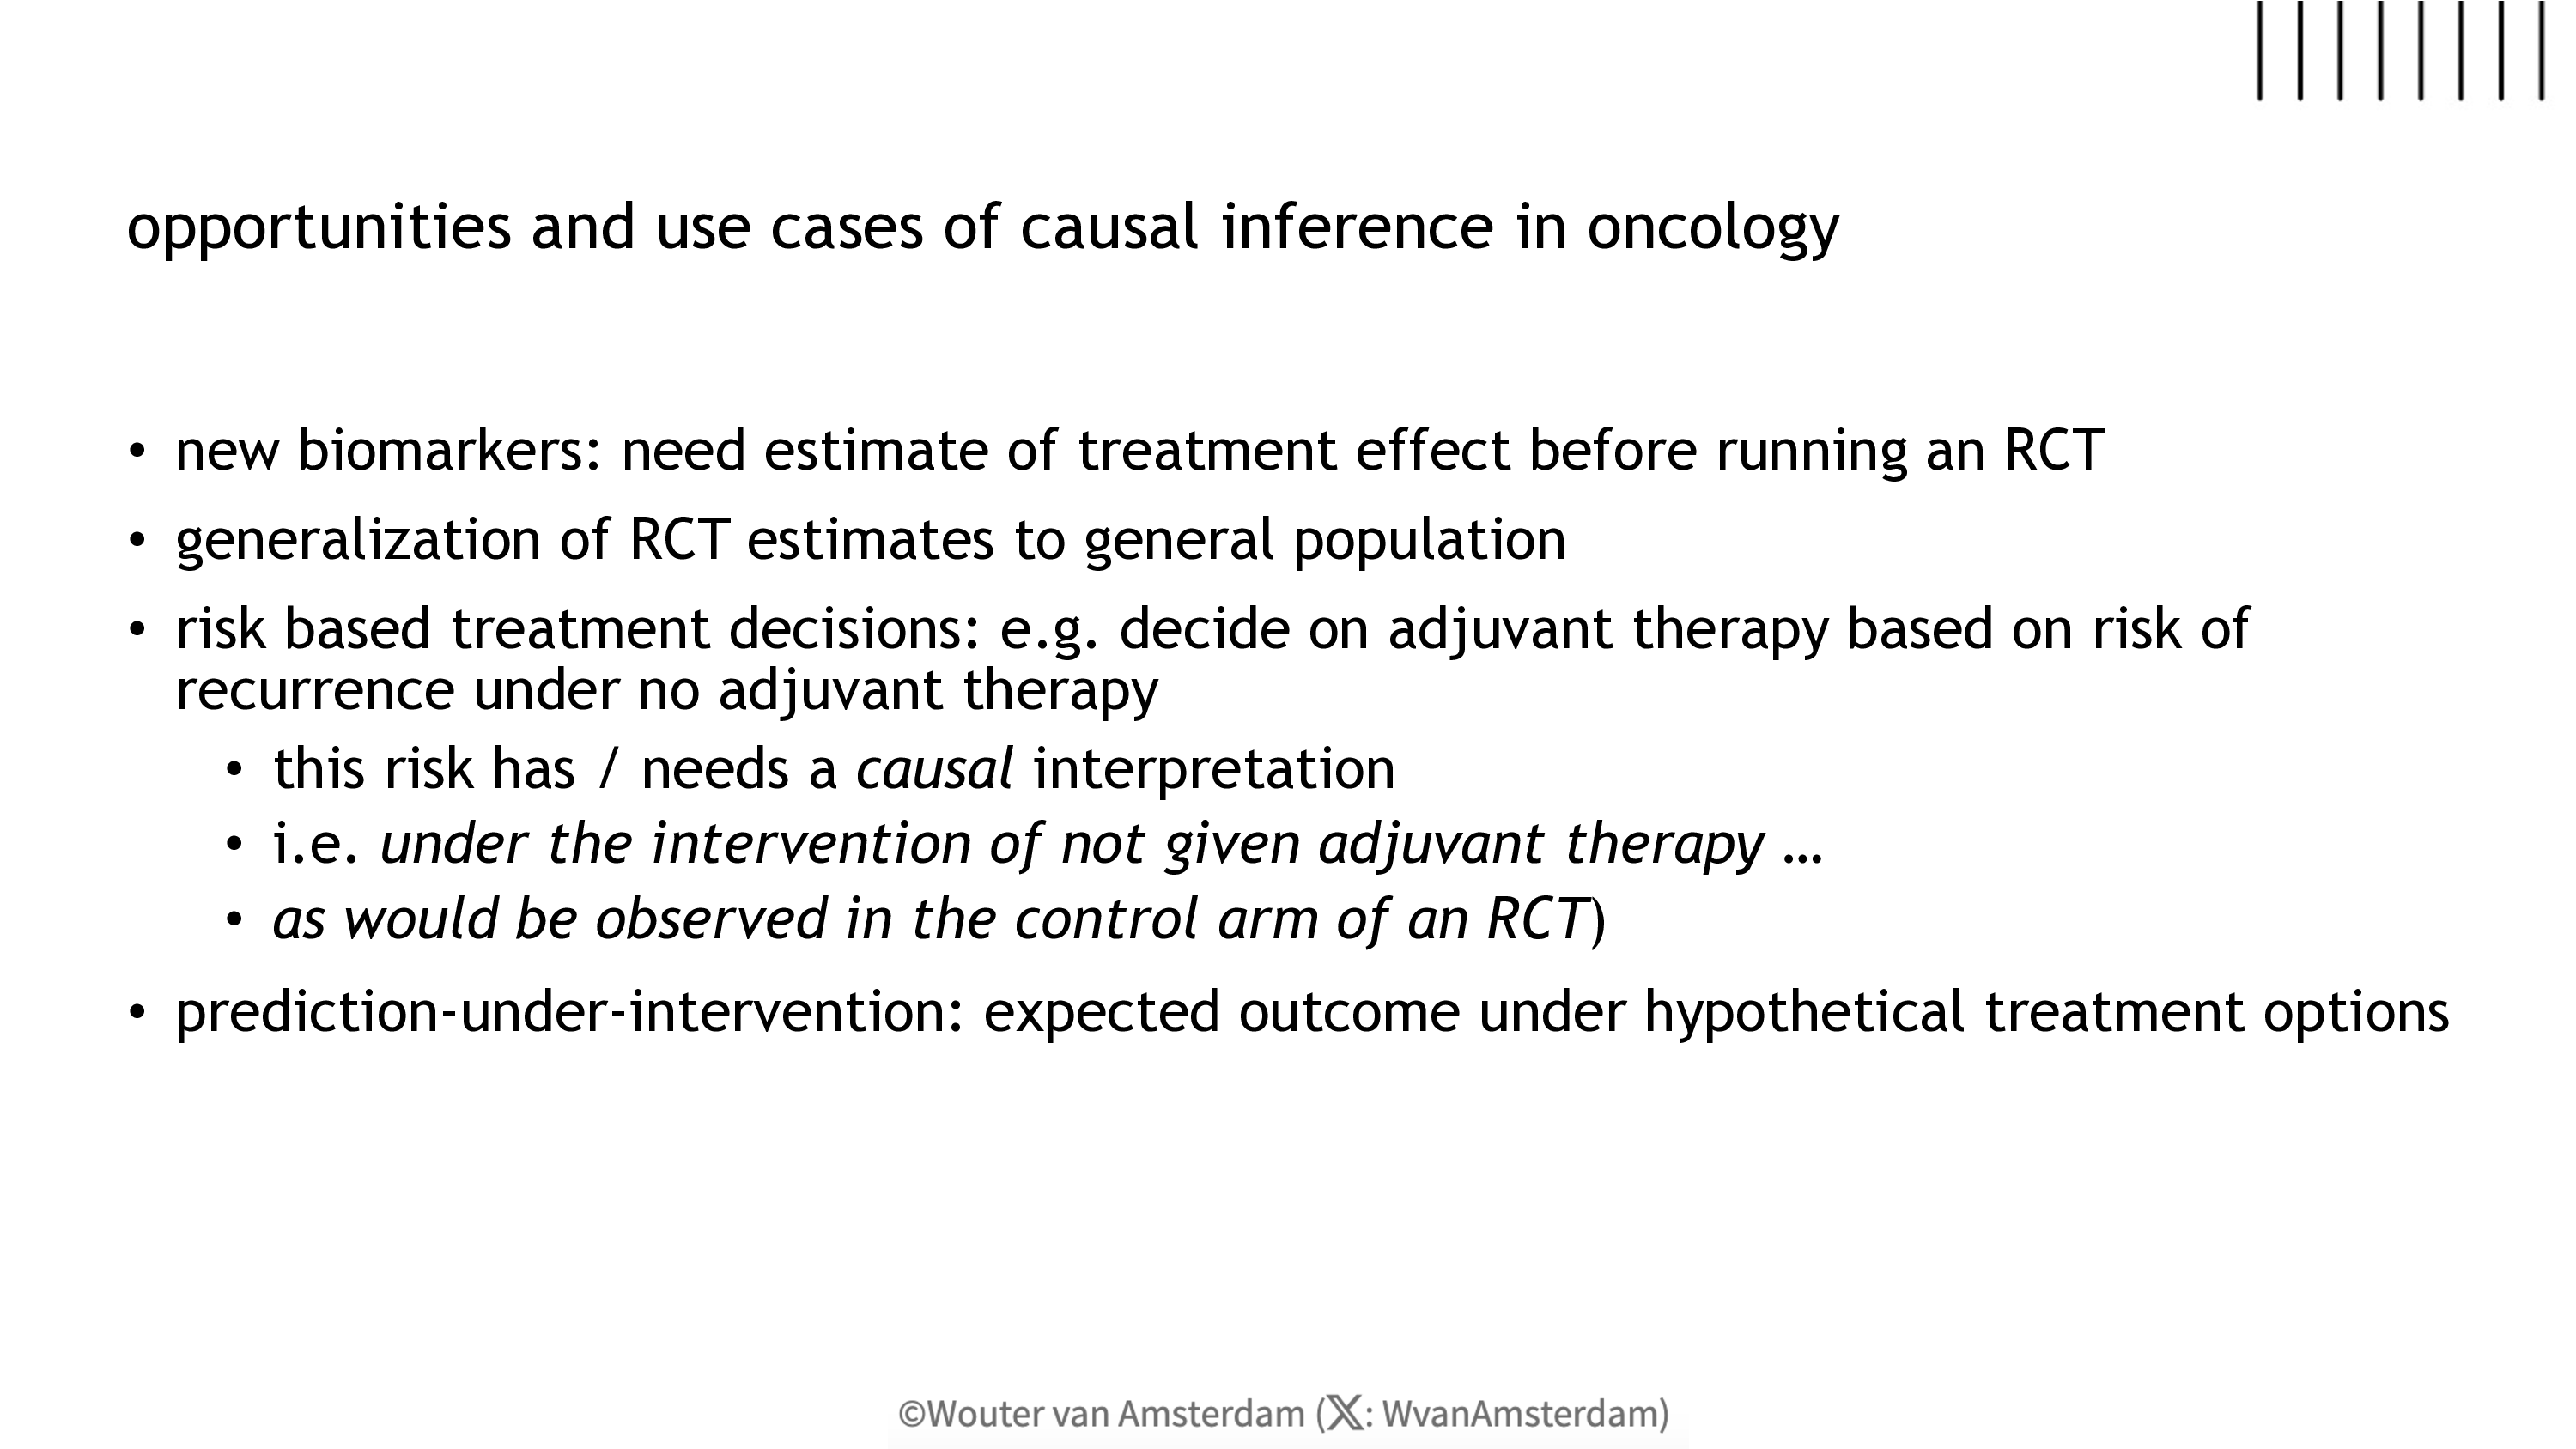 opportunities and use cases of causal inference in oncology
• new biomarkers: need estimate of treatment effect before running an RCT
• generalization of RCT estimates to general population
• risk based treatment decisions: e.g. decide on adjuvant therapy based on risk of
recurrence under no adjuvant therapy
• this risk has / needs a causal interpretation
• i.e. under the intervention of not given adjuvant therapy …
• as would be observed in the control arm of an RCT)
• prediction-under-intervention: expected outcome under hypothetical treatment options
©Wouter van Amsterdam (𝕏: WvanAmsterdam)